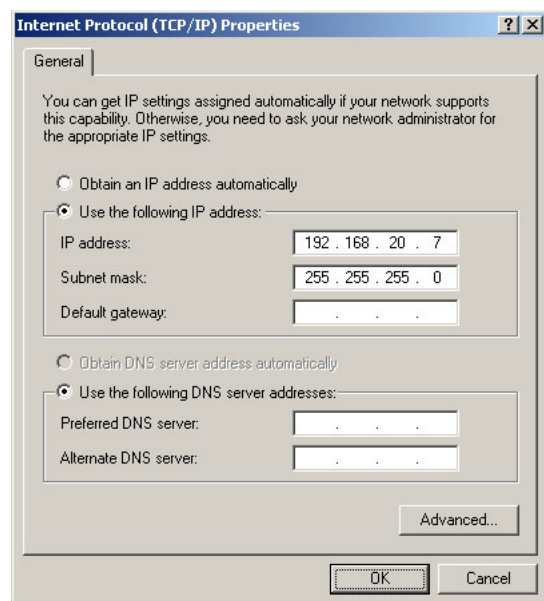 Internet Protocol (TCP/IP) Properties
General
You can get IP settings assigned automatically if your network supports
this capability. Otherwise, you need to ask your network administrator for
the appropriate IP settings.
Obtain an IP address automatically
Use the following IP address:
IP address: 192 . 168 . 20 . 7
Subnet mask: 255 . 255 . 255 . 0
Default gateway: . . .
Obtain DNS server address automatically
Use the following DNS server addresses:
Preferred DNS server: . . .
Alternate DNS server: . . .
Advanced...
OK Cancel